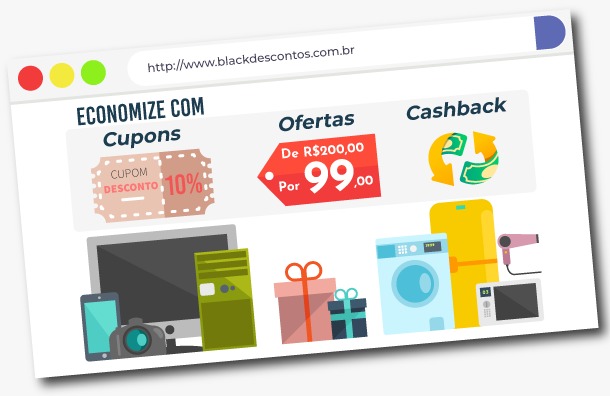 http://www.blackdescontos.com.br
ECONOMIZE COM
Cupons
Ofertas
Cashback
CUPOM
DESCONTO
10%
De R$200,00
Por 99,00